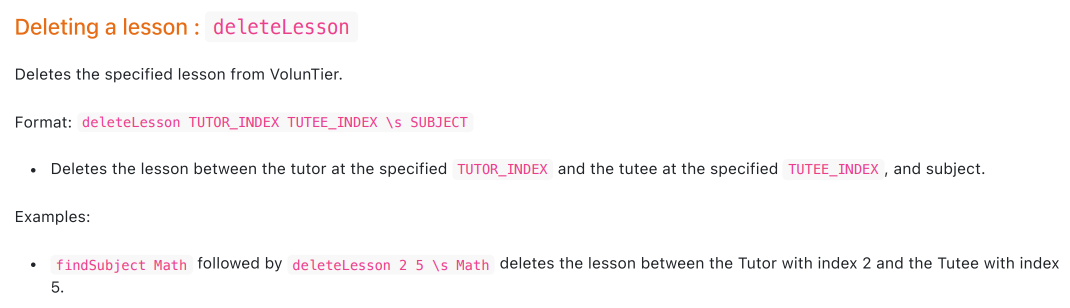 Deleting a lesson : deleteLesson
Deletes the specified lesson from VolunTier.
Format: deleteLesson TUTOR_INDEX TUTEE_INDEX \s SUBJECT
• Deletes the lesson between the tutor at the specified TUTOR_INDEX and the tutee at the specified TUTEE_INDEX, and subject.
Examples:
• findSubject Math followed by deleteLesson 2 5 \s Math deletes the lesson between the Tutor with index 2 and the Tutee with index
5.